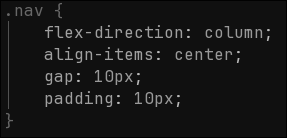 .nav {
    flex-direction: column;
    align-items: center;
    gap: 10px;
    padding: 10px;
}